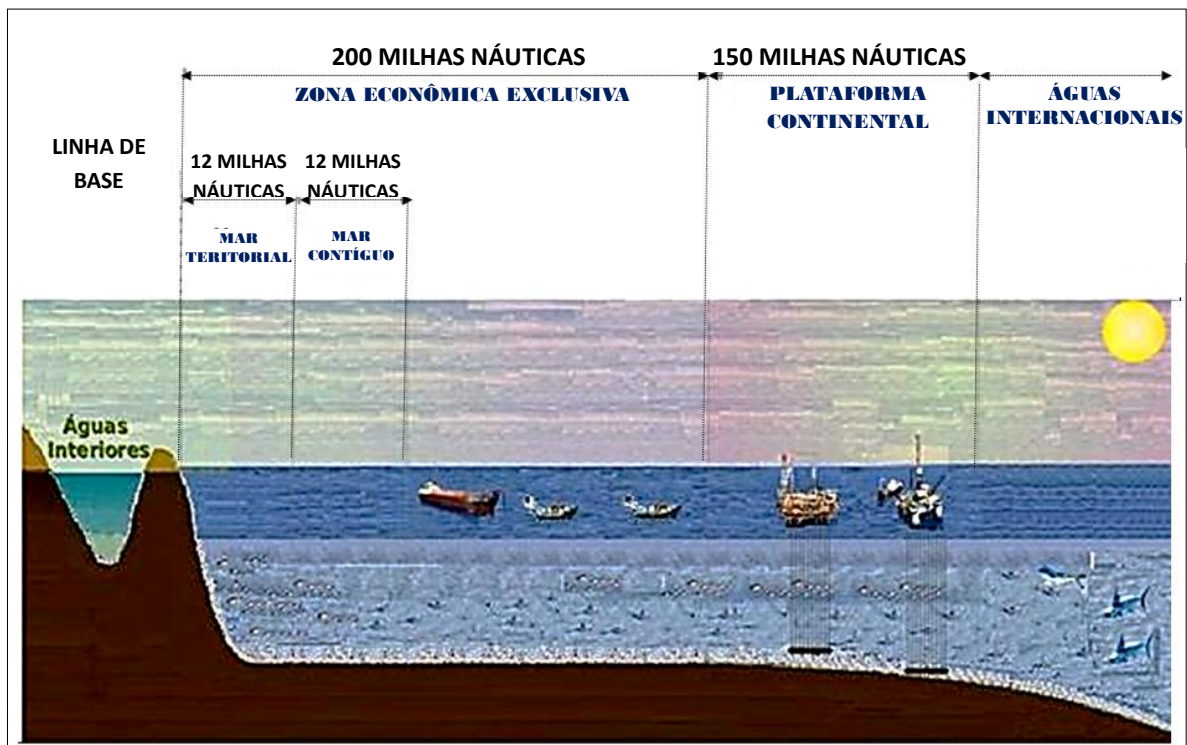 200 MILHAS NÁUTICAS
150 MILHAS NÁUTICAS
ZONA ECONÔMICA EXCLUSIVA
PLATAFORMA
CONTINENTAL
ÁGUAS
INTERNACIONAIS
LINHA DE
BASE
12 MILHAS
NÁUTICAS
12 MILHAS
NÁUTICAS
MAR
TERITORIAL
MAR
CONTÍGUO
Águas
Interiores